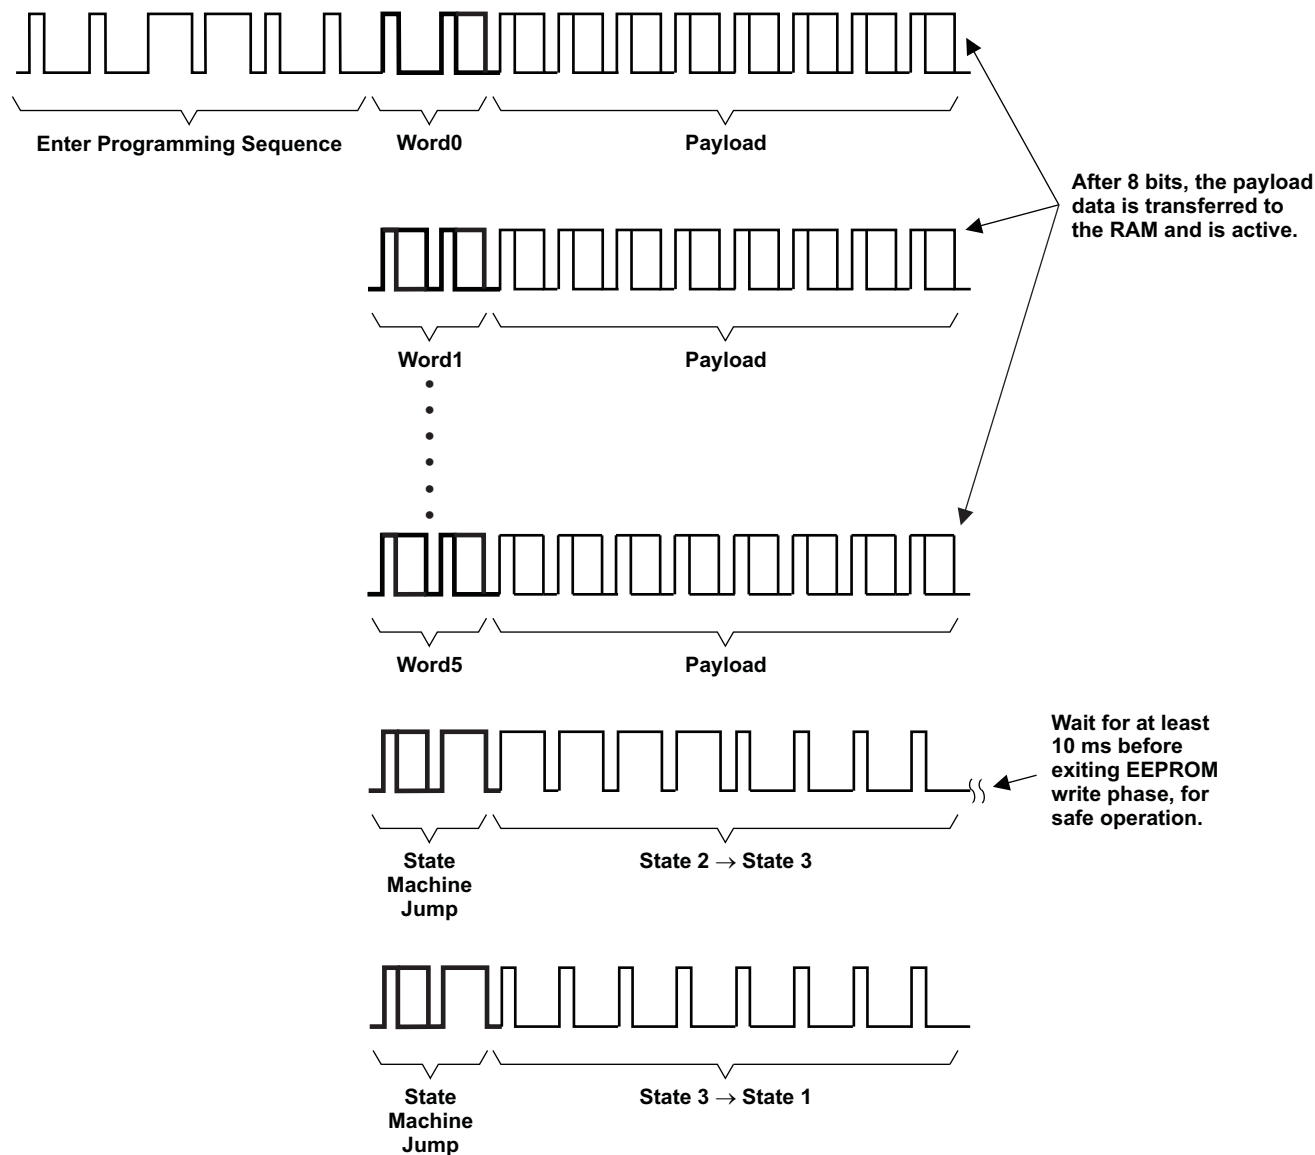 Enter Programming Sequence
Word0
Payload
After 8 bits, the payload
data is transferred to
the RAM and is active.
Word1
Payload
Word5
Payload
Wait for at least
10 ms before
exiting EEPROM
write phase, for
safe operation.
State
Machine
Jump
State 2 → State 3
State
Machine
Jump
State 3 → State 1